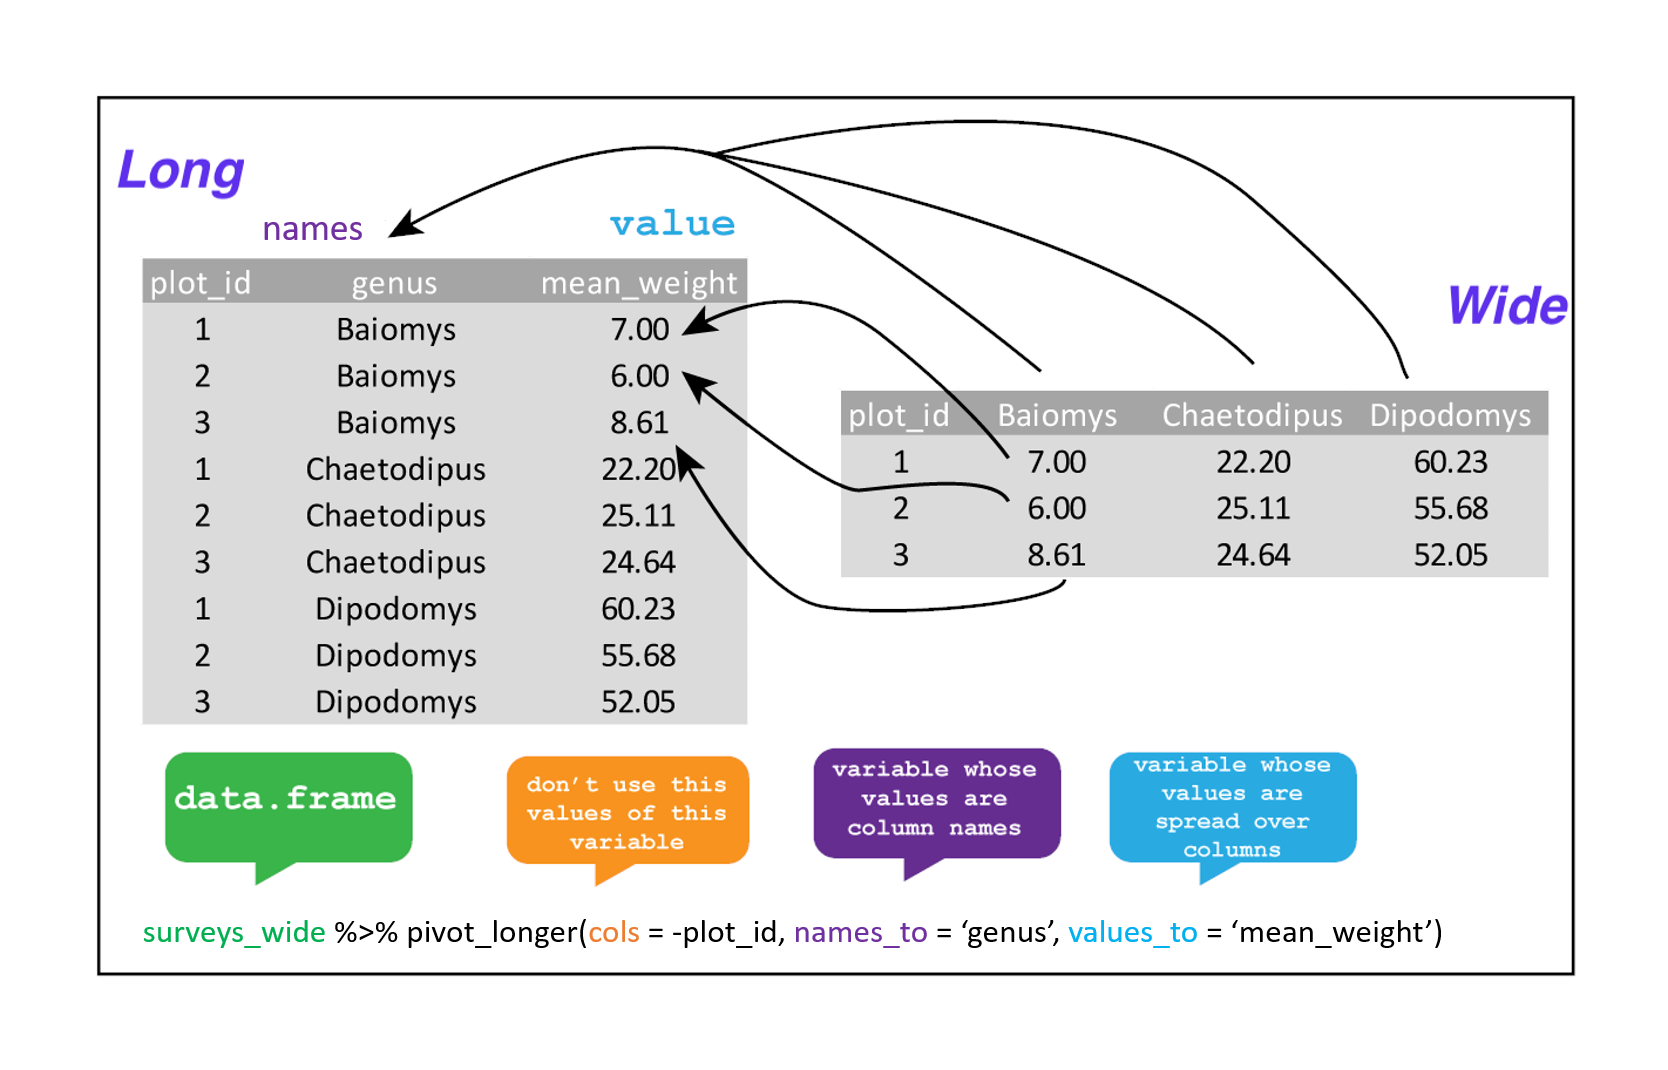 Long
names value
plot_id genus mean_weight
1 Baiomys 7.00
2 Baiomys 6.00
3 Baiomys 8.61
1 Chaetodipus 22.20
2 Chaetodipus 25.11
3 Chaetodipus 24.64
1 Dipodomys 60.23
2 Dipodomys 55.68
3 Dipodomys 52.05
Wide
plot_id Baiomys Chaetodipus Dipodomys
1 7.00 22.20 60.23
2 6.00 25.11 55.68
3 8.61 24.64 52.05
data.frame
don’t use this
values of this
variable
variable whose
values are
column names
variable whose
values are
spread over
columns
surveys_wide %>% pivot_longer(cols = -plot_id, names_to = ‘genus’, values_to = ‘mean_weight’)